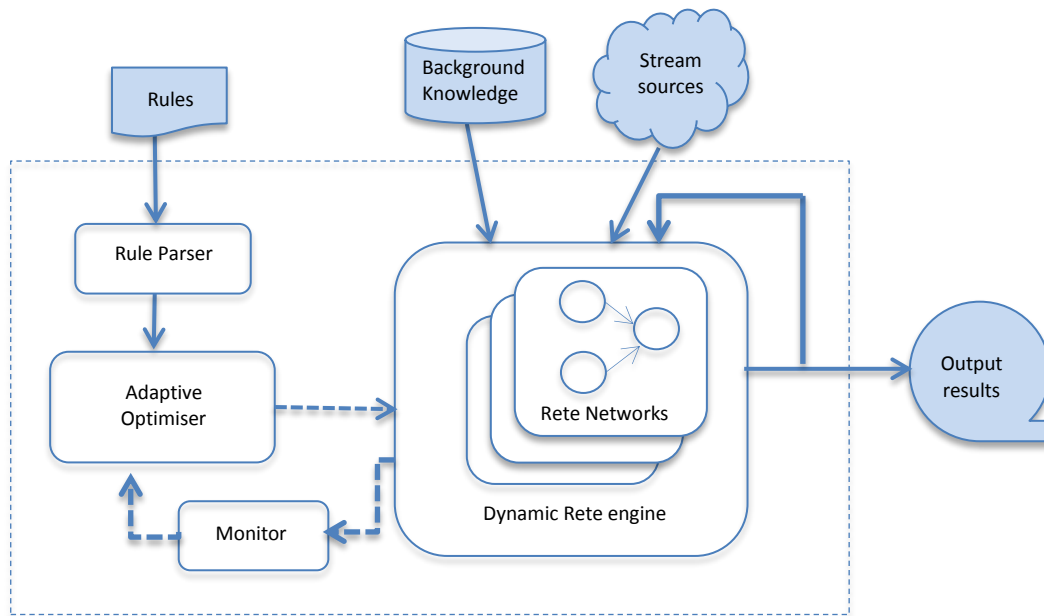 Rules
Background
Knowledge
Stream
sources
Rule Parser
Adaptive
Optimiser
Monitor
Rete Networks
Dynamic Rete engine
Output
results